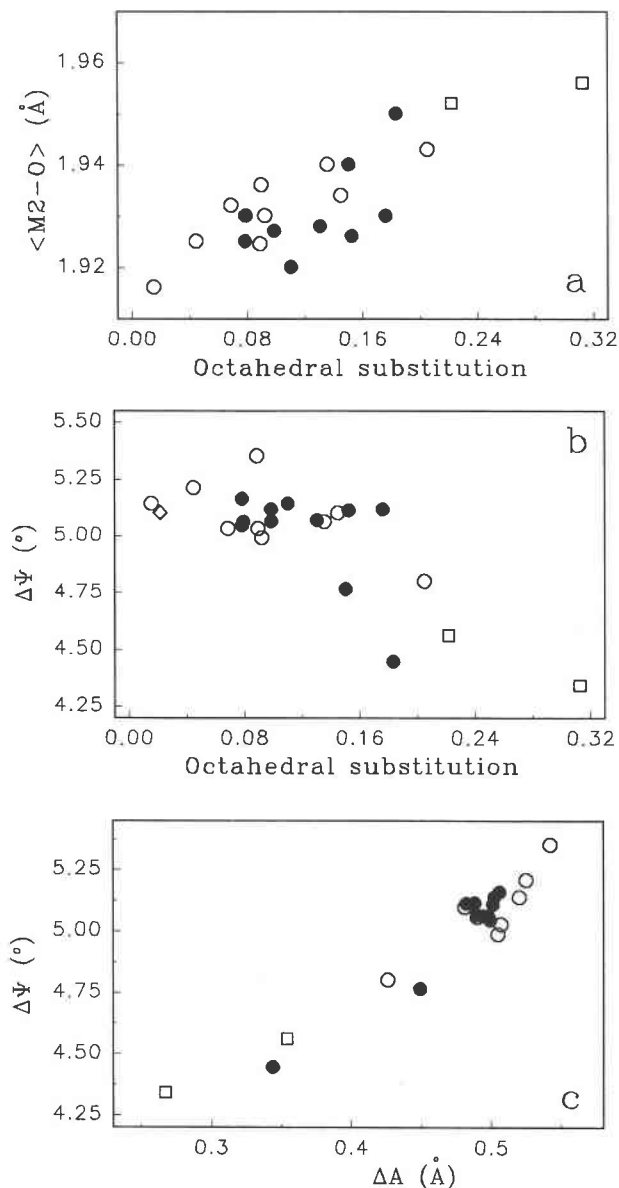 1.96
1.94
1.92
<M2-O> (Å)
a
0.00 0.08 0.16 0.24 0.32
Octahedral substitution
5.50
5.25
5.00
4.75
4.50
4.25
ΔΨ (°)
b
0.00 0.08 0.16 0.24 0.32
Octahedral substitution
5.25
5.00
4.75
4.50
4.25
ΔΨ (°)
c
0.3 0.4 0.5
ΔA (Å)